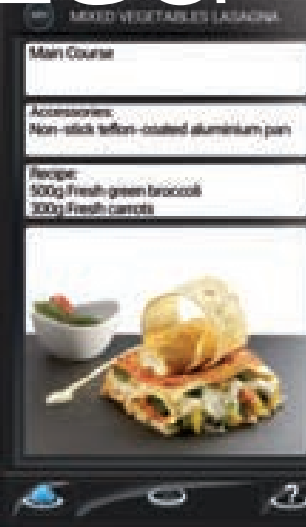 MIXED VEGETABLES LASAGNA
Main Course
Accessories:
Non-stick teflon-coated aluminium pan
Recipe:
500g Fresh green broccoli
300g Fresh carrots
?